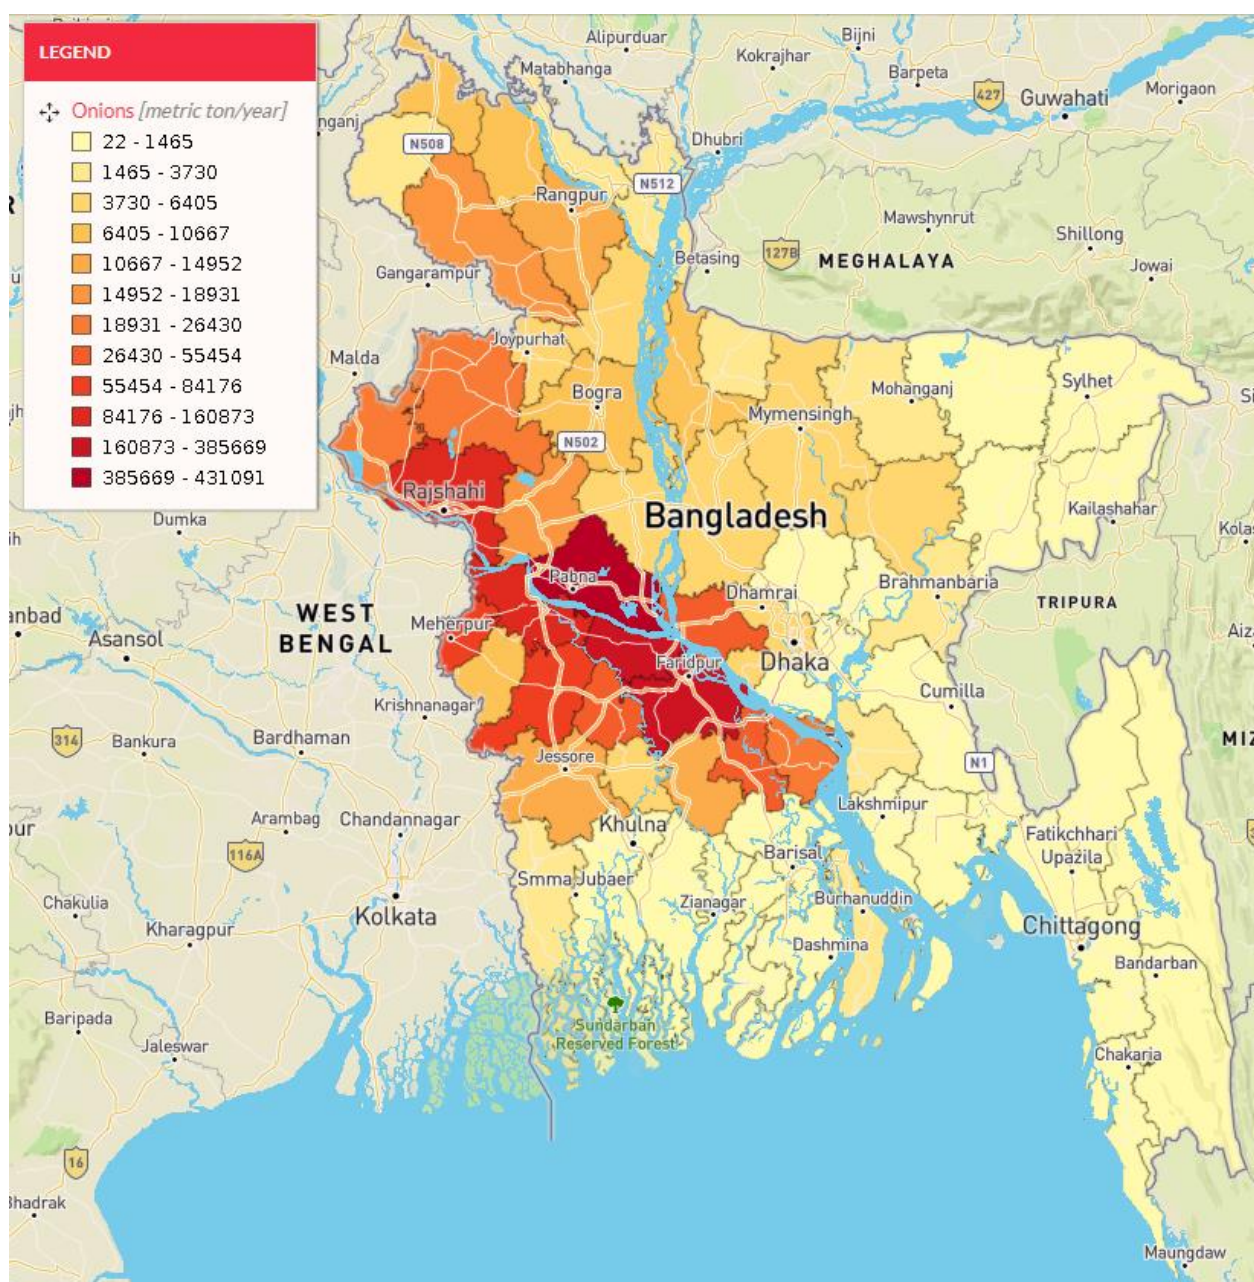 LEGEND
Onions [metric ton/year]
22 - 1465
1465 - 3730
3730 - 6405
6405 - 10667
10667 - 14952
14952 - 18931
18931 - 26430
26430 - 55454
55454 - 84176
84176 - 160873
160873 - 385669
385669 - 431091
Alipurduar
Bijni
Kokrajhar
Matabhanga
Barpeta
427
Guwahati
Morigaon
nganj
N508
Dhubri
N512
Rangpur
Mawshynrut
Shillong
127B
MEGHALAYA
Betasing
Jowai
Gangarampur
Joypurhat
Malda
Bogra
Mohanganj
Sylhet
Mymensingh
N502
Rajshahi
Bangladesh
Kailashahar
Dumka
Pabna
Dhamrai
Brahmanbaria
WEST
BENGAL
Meherpur
TRIPURA
anbad
Asansol
Faridpur
Dhaka
Cumilla
Krishnanagar
314
Bankura
Bardhaman
Jessore
N1
MIZ
Arambag
Chandannagar
Khulna
Lakshmipur
Fatikchhari
Upazila
116A
Barisal
Smma Jubaer
Zianagar
Burhanuddin
Chakulia
Kolkata
Kharagpur
Chittagong
Dashmina
Bandarban
Baripada
Sundarban
Reserved Forest
Jaleswar
Chakaria
16
Bhadrak
Maungdaw